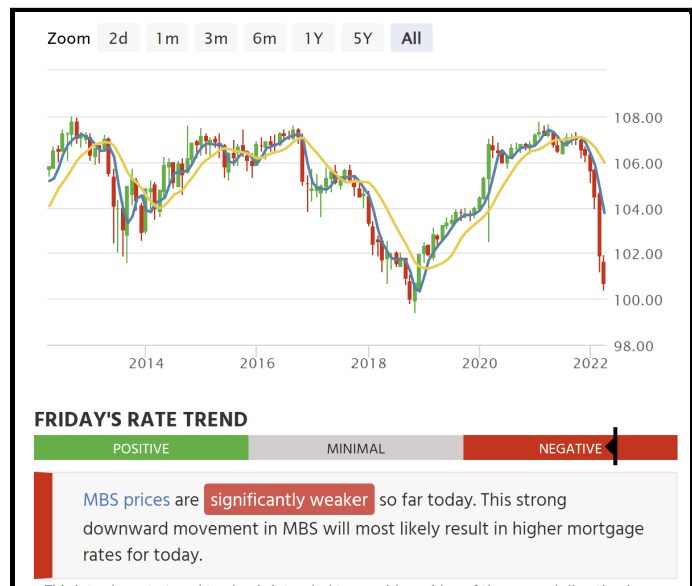 Zoom 2d 1m 3m 6m 1Y 5Y All
108.00
106.00
104.00
102.00
100.00
98.00
2014 2016 2018 2020 2022
FRIDAY'S RATE TREND
POSITIVE MINIMAL NEGATIVE
MBS prices are significantly weaker so far today. This strong
downward movement in MBS will most likely result in higher mortgage
rates for today.